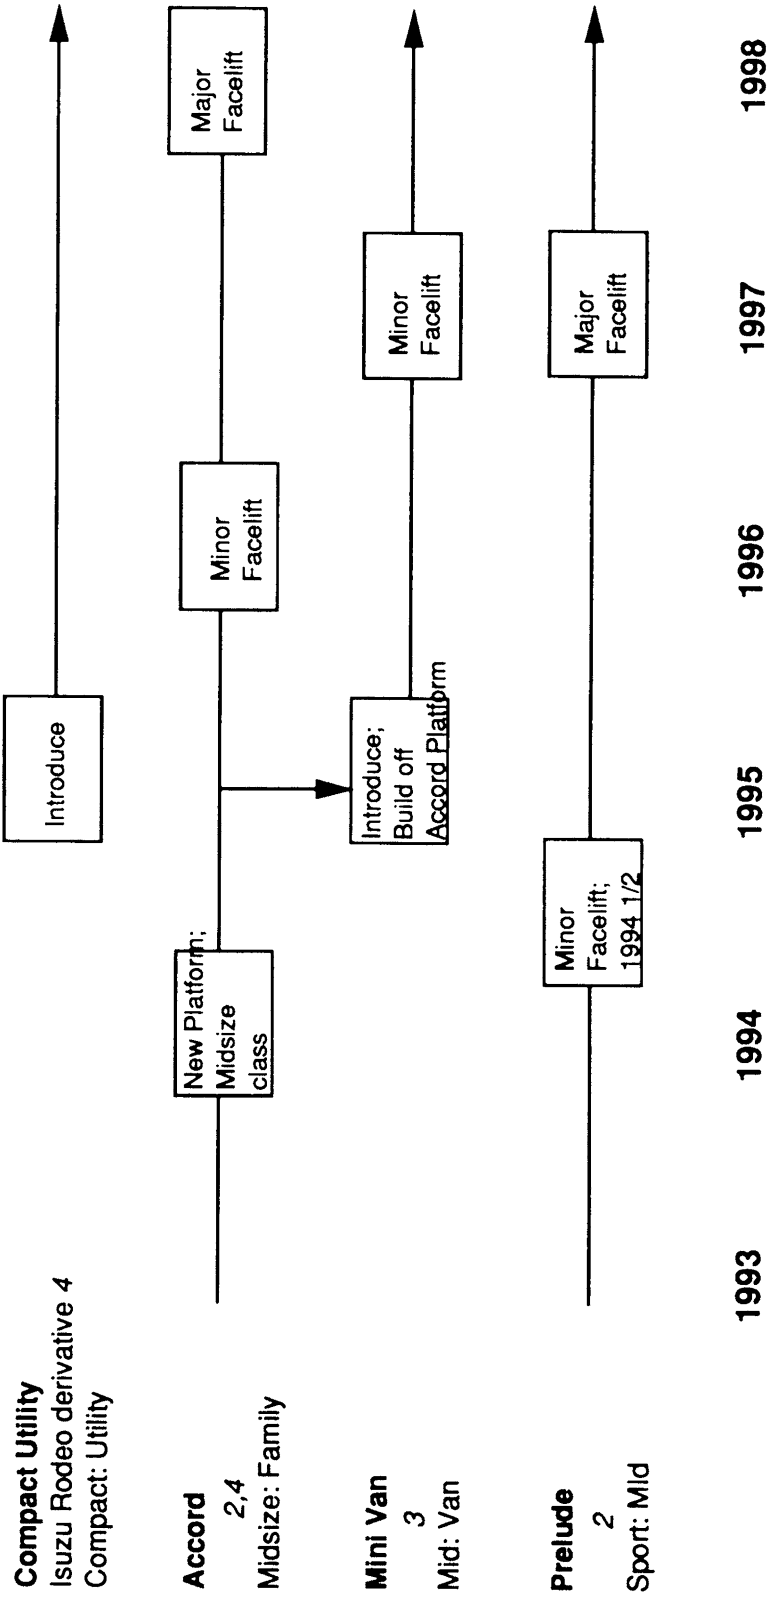 Compact Utility
Isuzu Rodeo derivative 4
Compact: Utility
Introduce
Accord
2,4
Midsize: Family
New Platform;
Midsize
class
Minor
Facelift
Major
Facelift
Mini Van
3
Mid: Van
Introduce;
Build off
Accord Platform
Minor
Facelift
Prelude
2
Sport: Mid
Minor
Facelift;
1994 1/2
Major
Facelift
1993
1994
1995
1996
1997
1998